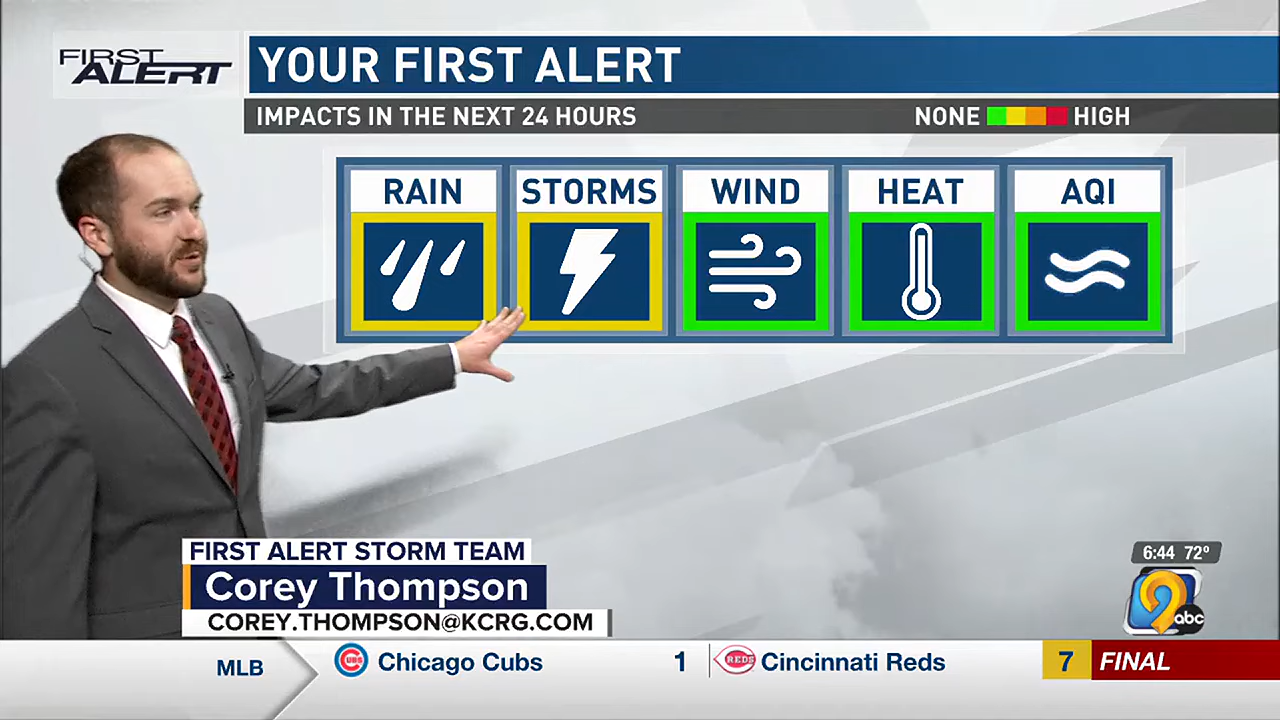 FIRST ALERT
YOUR FIRST ALERT
IMPACTS IN THE NEXT 24 HOURS
NONE HIGH
RAIN
STORMS
WIND
HEAT
AQI
FIRST ALERT STORM TEAM
Corey Thompson
COREY.THOMPSON@KCRG.COM
6:44 72°
9
abc
MLB
CUBS
Chicago Cubs 1
REDS
Cincinnati Reds 7
FINAL